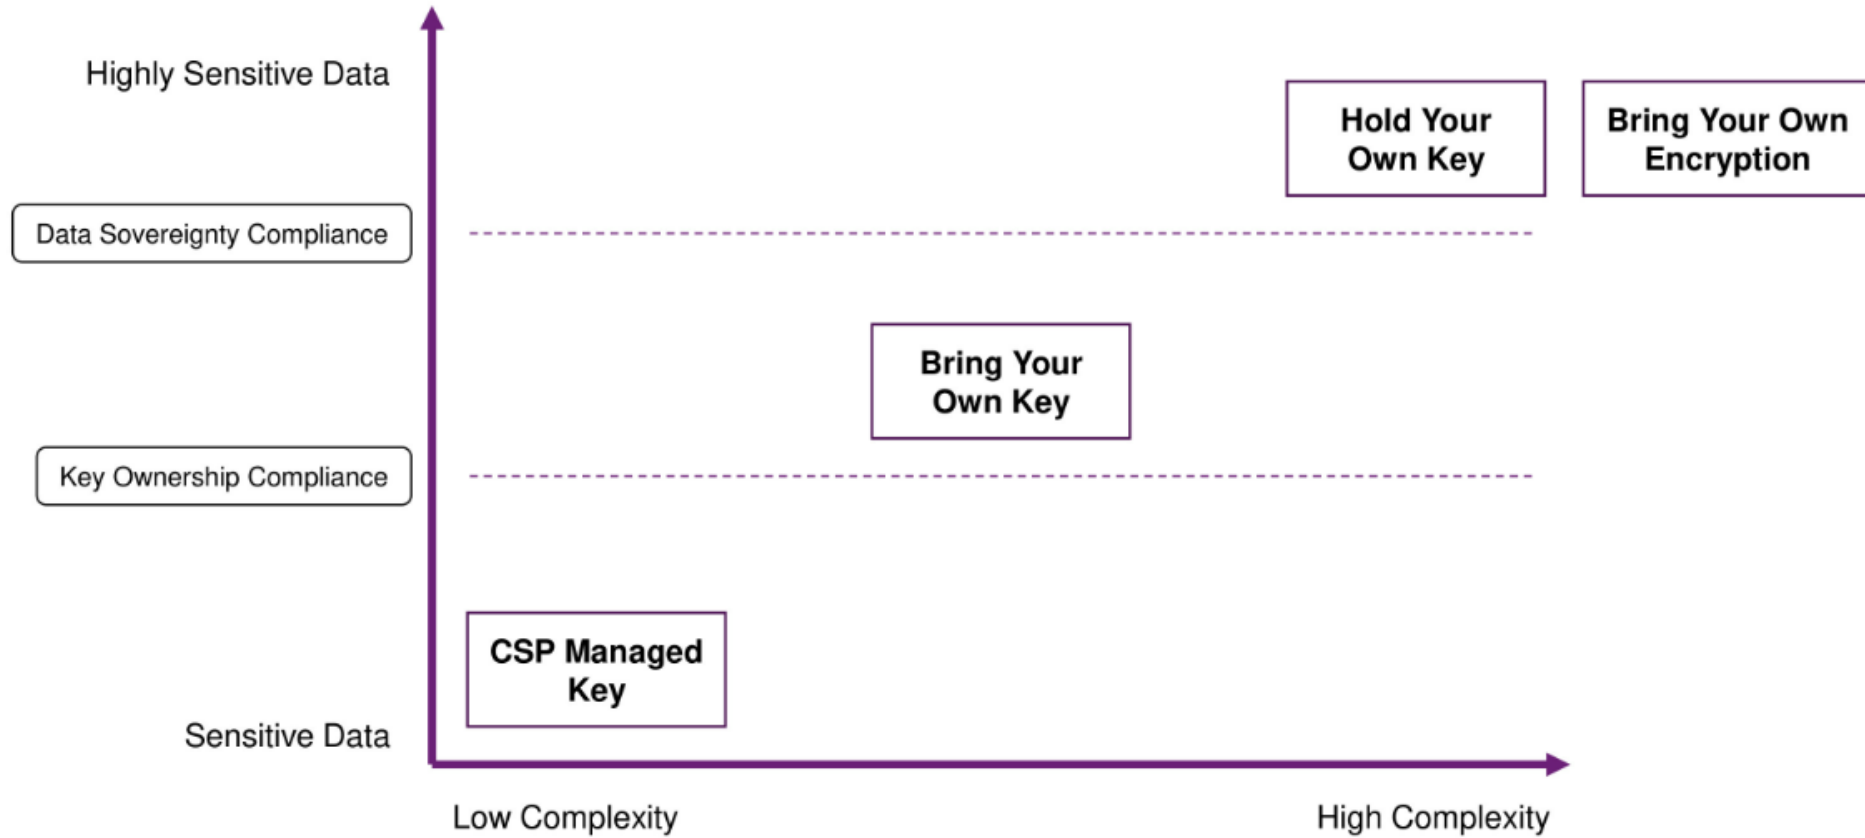 Highly Sensitive Data
Hold Your
Own Key
Bring Your Own
Encryption
Data Sovereignty Compliance
Bring Your
Own Key
Key Ownership Compliance
CSP Managed
Key
Sensitive Data
Low Complexity
High Complexity